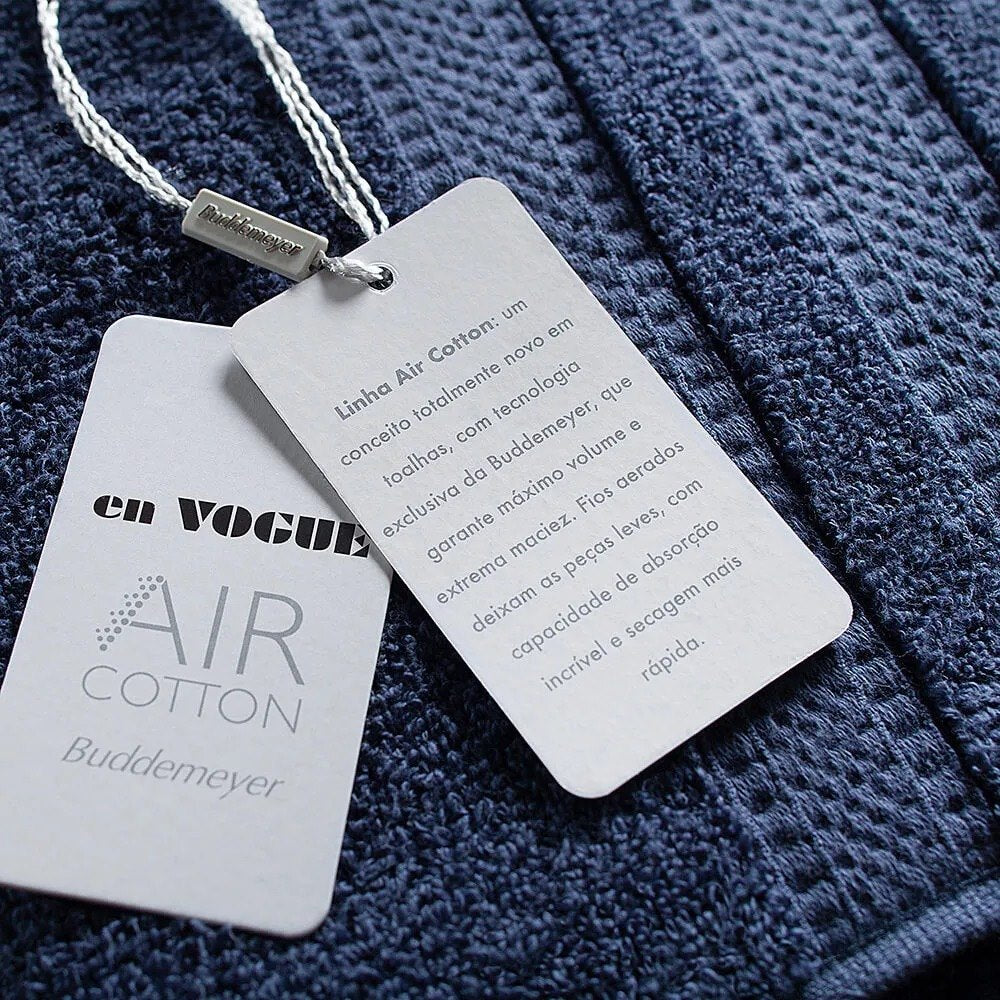 Buddemeyer
Linha Air Cotton: um
conceito totalmente novo em
toalhas, com tecnologia
exclusiva da Buddemeyer, que
garante máximo volume e
extrema maciez. Fios aerados
deixam as peças leves, com
capacidade de absorção
incrível e secagem mais
rápida.
en VOGUE
AIR
COTTON
Buddemeyer